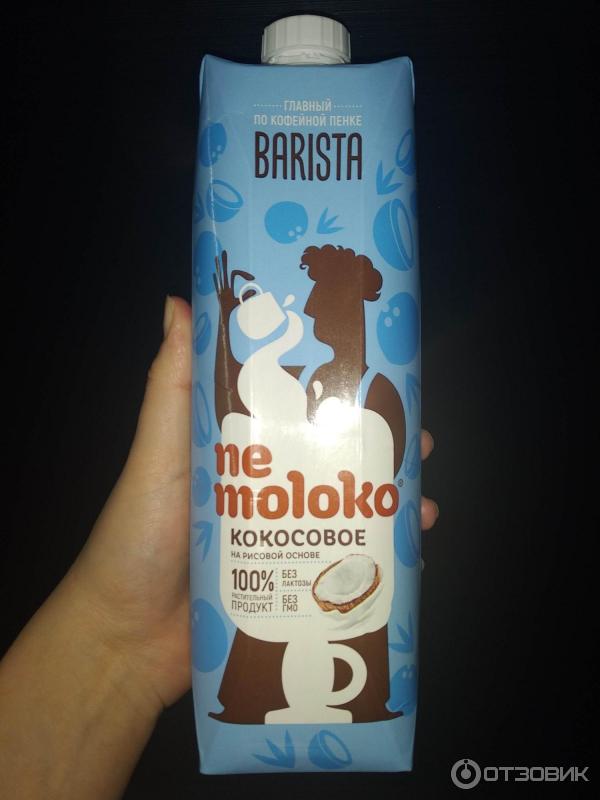 ГЛАВНЫЙ
ПО КОФЕЙНОЙ ПЕНКЕ
BARISTA
ne
moloko®
КОКОСОВОЕ
НА РИСОВОЙ ОСНОВЕ
100%
РАСТИТЕЛЬНЫЙ
ПРОДУКТ
БЕЗ
ЛАКТОЗЫ
БЕЗ
ГМО
ОТЗОВИК